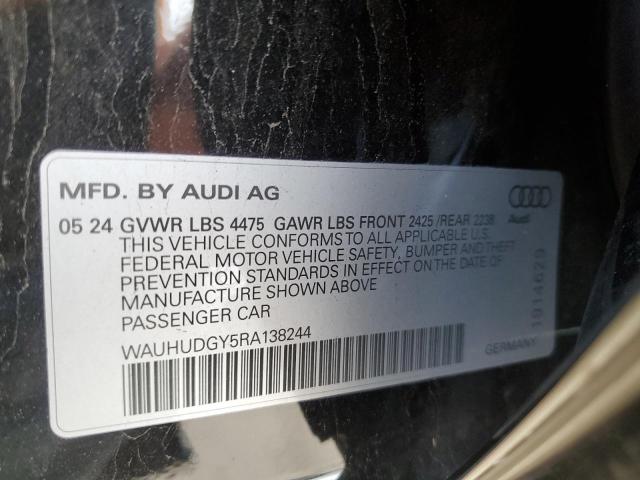 MFD. BY AUDI AG
05 24 GVWR LBS 4475 GAWR LBS FRONT 2425 /REAR 2238
THIS VEHICLE CONFORMS TO ALL APPLICABLE U.S.
FEDERAL MOTOR VEHICLE SAFETY, BUMPER AND THEFT
PREVENTION STANDARDS IN EFFECT ON THE DATE OF
MANUFACTURE SHOWN ABOVE
PASSENGER CAR
WAUHUDGY5RA138244
Audi
1914629
GERMANY